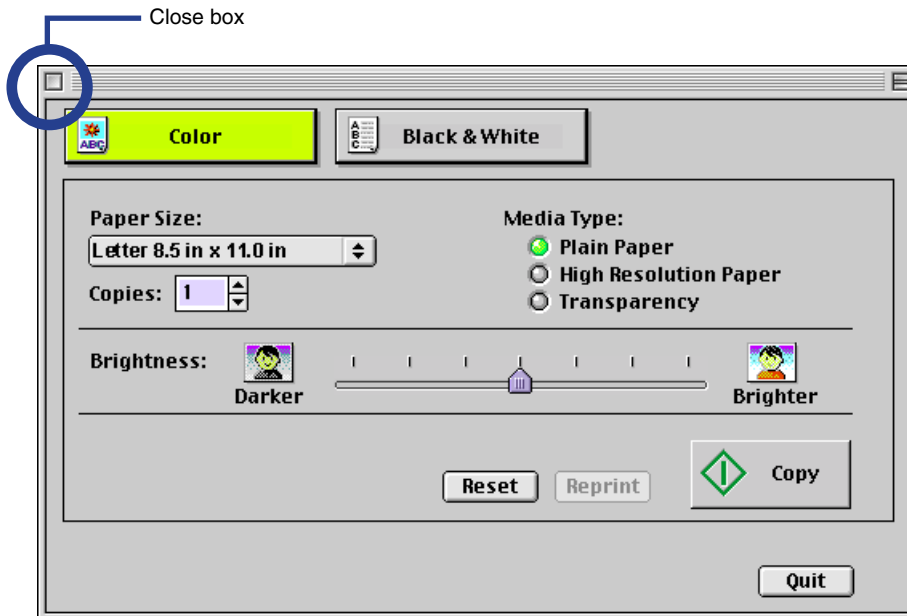 Close box
Color
Black & White
Paper Size:
Letter 8.5 in x 11.0 in
Copies: 1
Media Type:
Plain Paper
High Resolution Paper
Transparency
Brightness:
Darker
Brighter
Reset
Reprint
Copy
Quit